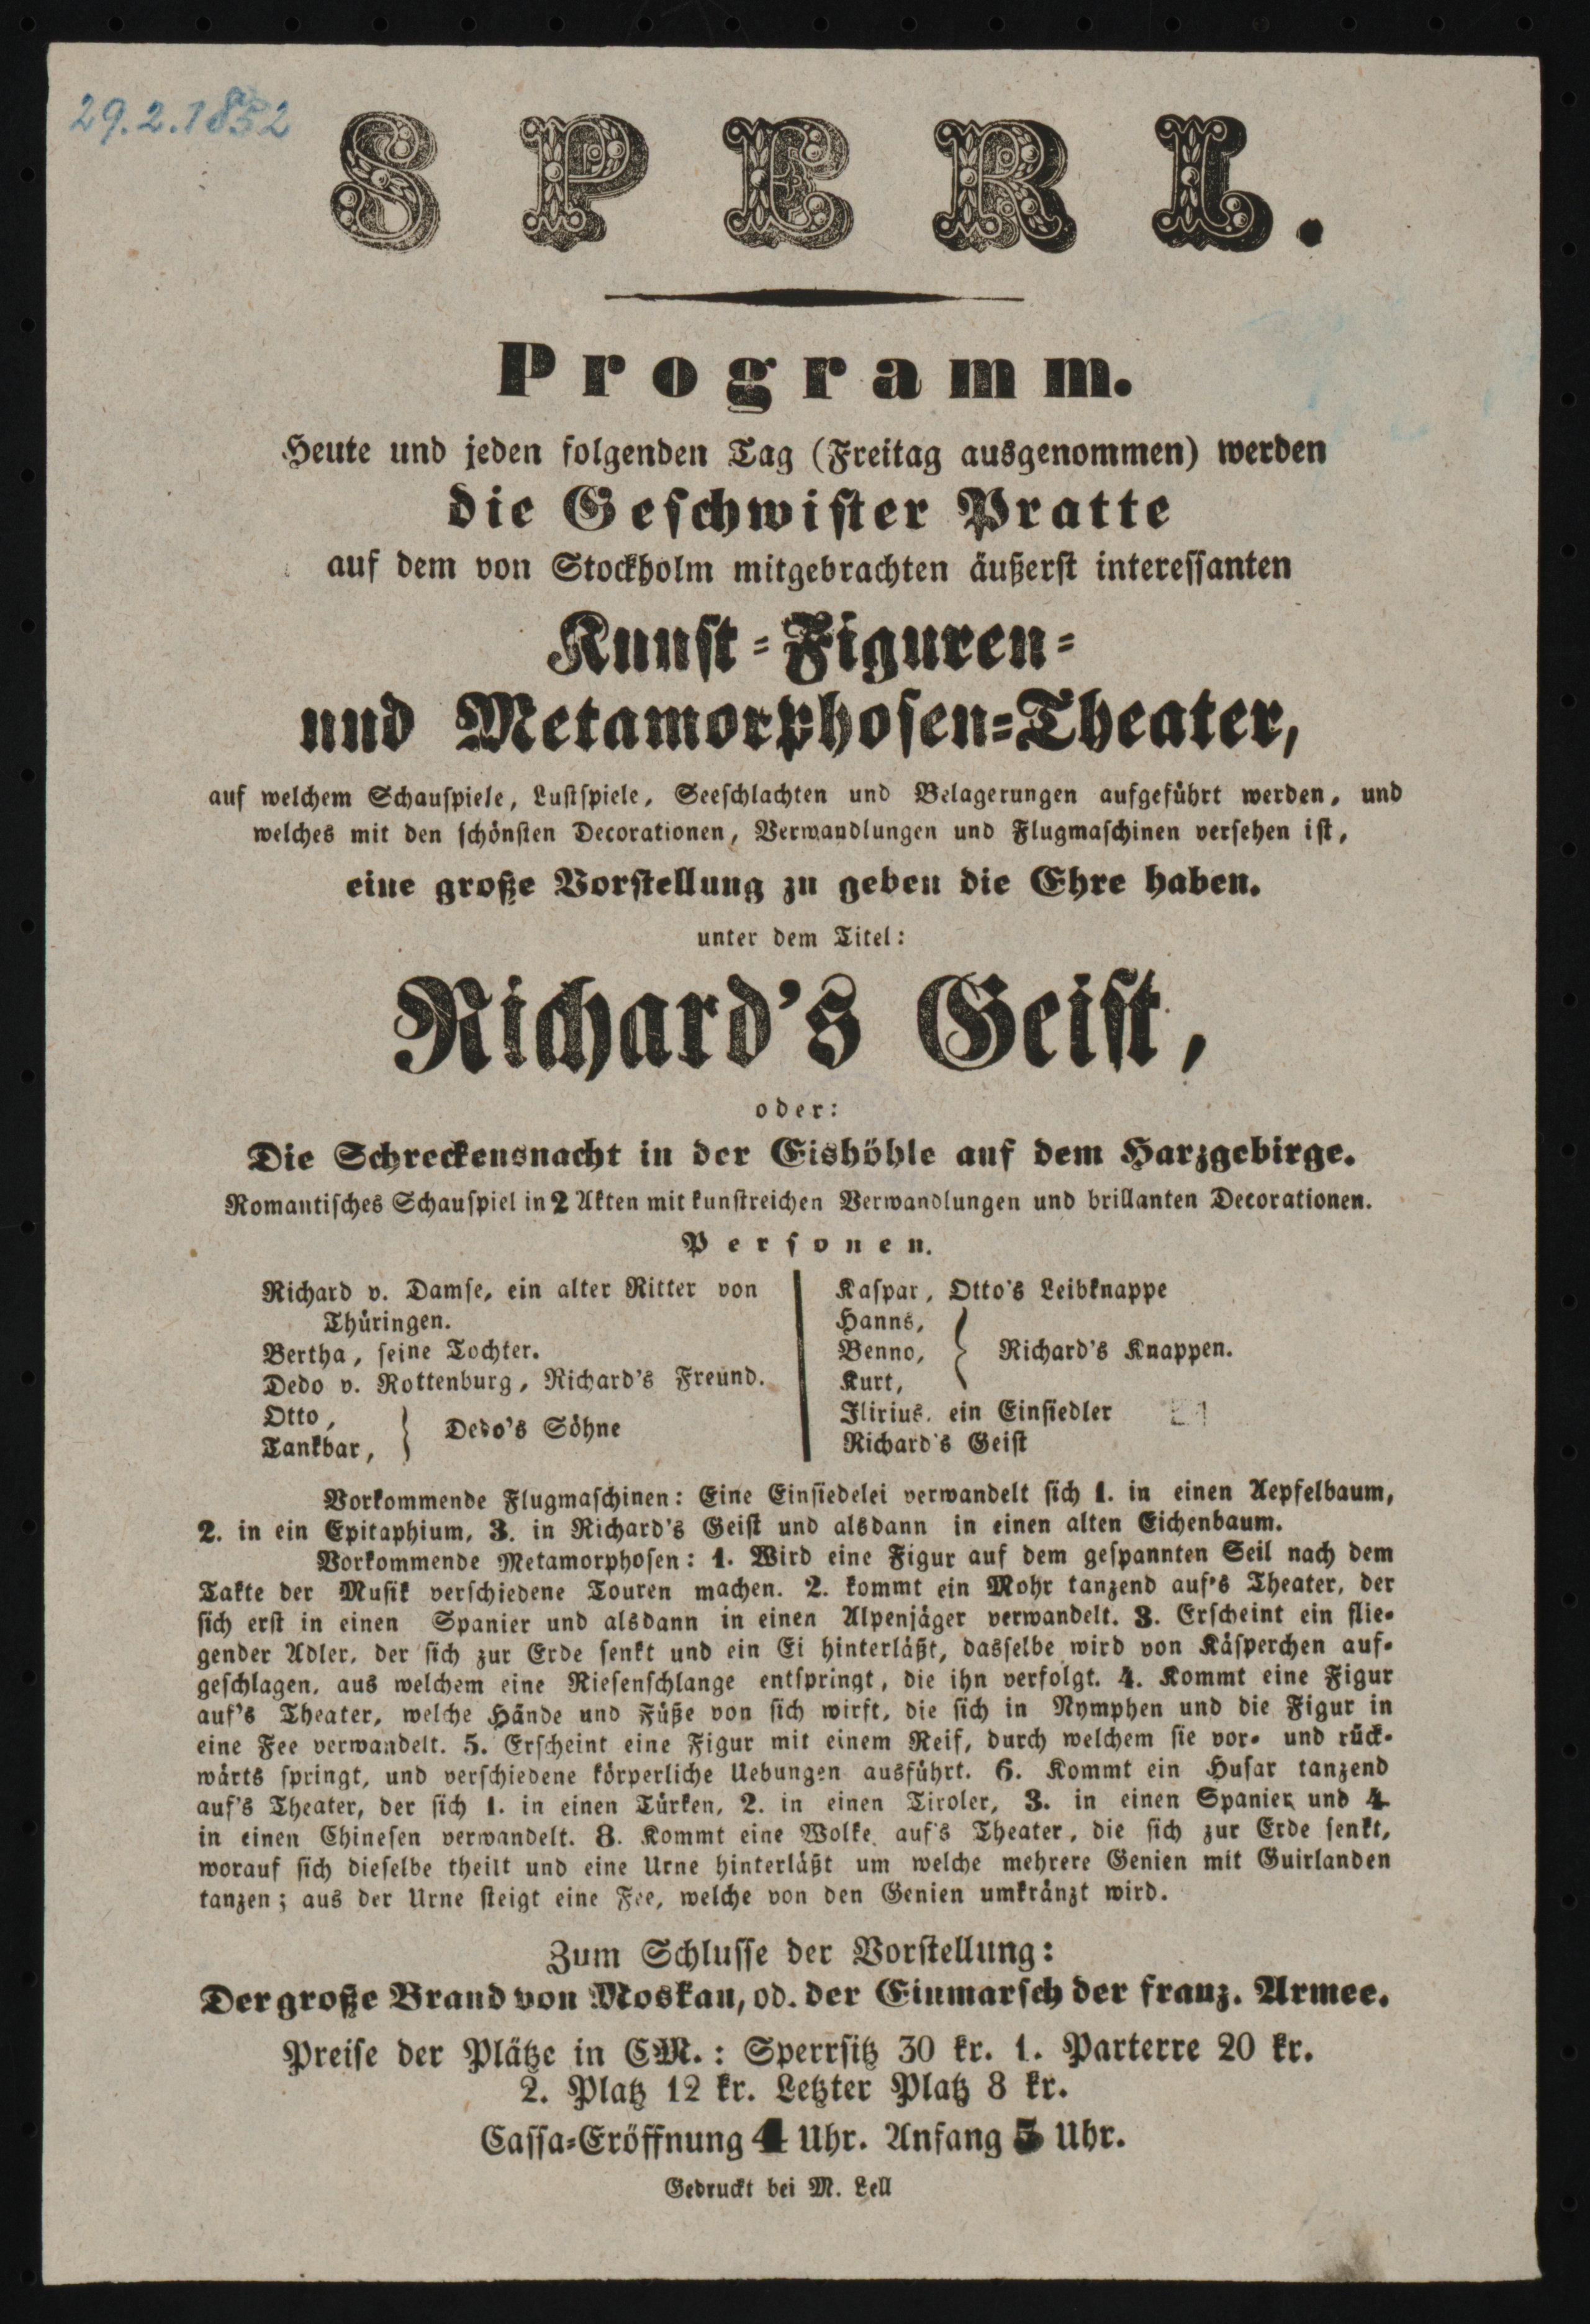 29.2.1852
SPERL.
Programm.
Heute und jeden folgenden Tag (Freitag ausgenommen) werden
die Geschwister Pratte
auf dem von Stockholm mitgebrachten äußerst interessanten
Kunst-Figuren-
und Metamorphosen-Theater,
auf welchem Schauspiele, Lustspiele, Seeschlachten und Belagerungen aufgeführt werden, und
welches mit den schönsten Decorationen, Verwandlungen und Flugmaschinen versehen ist,
eine große Vorstellung zu geben die Ehre haben.
unter dem Titel:
Richard's Geist,
oder:
Die Schreckensnacht in der Eishöhle auf dem Harzgebirge.
Romantisches Schauspiel in 2 Akten mit kunstreichen Verwandlungen und brillanten Decorationen.
Personen.
Richard v. Damse, ein alter Ritter von
Thüringen.
Bertha, seine Tochter.
Dedo v. Rottenburg, Richard's Freund.
Otto,
Tankbar, } Dedo's Söhne
Kaspar, Otto's Leibknappe
Hanns,
Benno, } Richard's Knappen.
Kurt,
Ilirius, ein Einsiedler
Richard's Geist
Vorkommende Flugmaschinen: Eine Einsiedelei verwandelt sich 1. in einen Aepfelbaum,
2. in ein Epitaphium, 3. in Richard's Geist und alsdann in einen alten Eichenbaum.
Vorkommende Metamorphosen: 1. Wird eine Figur auf dem gespannten Seil nach dem
Takte der Musik verschiedene Touren machen. 2. kommt ein Mohr tanzend auf's Theater, der
sich erst in einen Spanier und alsdann in einen Alpenjäger verwandelt. 3. Erscheint ein flie-
gender Adler, der sich zur Erde senkt und ein Ei hinterläßt, dasselbe wird von Käsperchen auf-
geschlagen, aus welchem eine Riesenschlange entspringt, die ihn verfolgt. 4. Kommt eine Figur
auf's Theater, welche Hände und Füße von sich wirft, die sich in Nymphen und die Figur in
eine Fee verwandelt. 5. Erscheint eine Figur mit einem Reif, durch welchem sie vor- und rück-
wärts springt, und verschiedene körperliche Uebungen ausführt. 6. Kommt ein Husar tanzend
auf's Theater, der sich 1. in einen Türken, 2. in einen Tiroler, 3. in einen Spanier und 4
in einen Chinesen verwandelt. 8. Kommt eine Wolke auf's Theater, die sich zur Erde senkt,
worauf sich dieselbe theilt und eine Urne hinterläßt um welche mehrere Genien mit Guirlanden
tanzen; aus der Urne steigt eine Fee, welche von den Genien umkränzt wird.
Zum Schlusse der Vorstellung:
Der große Brand von Moskau, od. der Einmarsch der franz. Armee.
Preise der Plätze in CM.: Sperrsitz 30 kr. 1. Parterre 20 kr.
2. Platz 12 kr. Letzter Platz 8 kr.
Cassa-Eröffnung 4 Uhr. Anfang 5 Uhr.
Gedruckt bei M. Lell